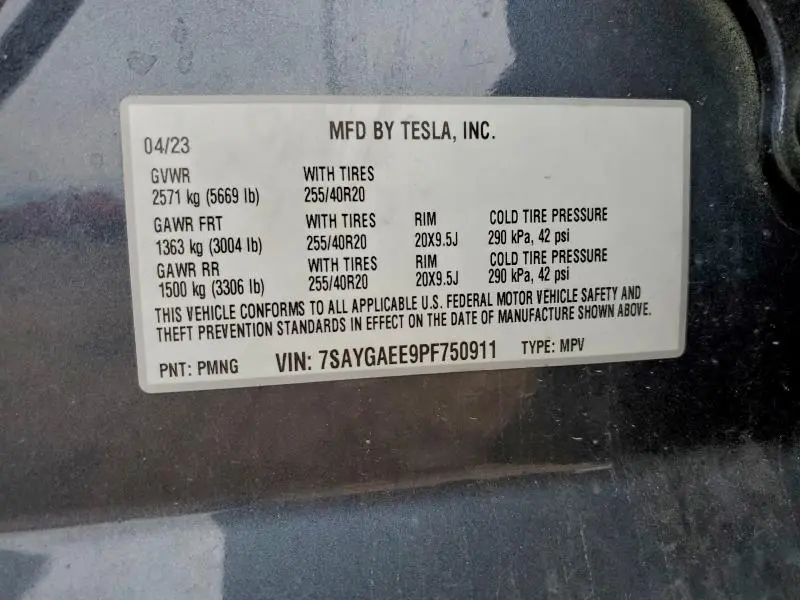 MFD BY TESLA, INC.
04/23
GVWR WITH TIRES
2571 kg (5669 lb) 255/40R20
GAWR FRT WITH TIRES RIM COLD TIRE PRESSURE
1363 kg (3004 lb) 255/40R20 20X9.5J 290 kPa, 42 psi
GAWR RR WITH TIRES RIM COLD TIRE PRESSURE
1500 kg (3306 lb) 255/40R20 20X9.5J 290 kPa, 42 psi
THIS VEHICLE CONFORMS TO ALL APPLICABLE U.S. FEDERAL MOTOR VEHICLE SAFETY AND
THEFT PREVENTION STANDARDS IN EFFECT ON THE DATE OF MANUFACTURE SHOWN ABOVE.
PNT: PMNG VIN: 7SAYGAEE9PF750911 TYPE: MPV